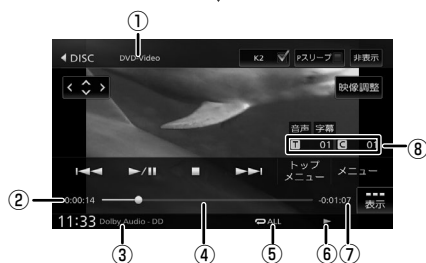 ①
◀ DISC DVD-Video K2 Pスリープ 非表示
映像調整
音声 字幕
T 01 C 01 ⑧
トップメニュー メニュー
② 0:00:14 -0:01:07 表示
11:33 Dolby Audio - DD ALL
③ ④ ⑤ ⑥ ⑦